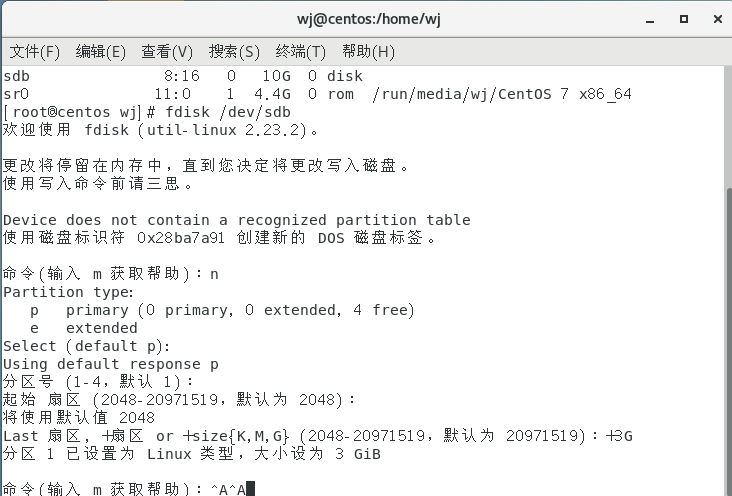 wj@centos:/home/wj
文件(F) 编辑(E) 查看(V) 搜索(S) 终端(T) 帮助(H)
sdb 8:16 0 10G 0 disk
sr0 11:0 1 4.4G 0 rom /run/media/wj/CentOS 7 x86_64
[root@centos wj]# fdisk /dev/sdb
欢迎使用 fdisk (util-linux 2.23.2)。
更改将停留在内存中，直到您决定将更改写入磁盘。
使用写入命令前请三思。
Device does not contain a recognized partition table
使用磁盘标识符 0x28ba7a91 创建新的 DOS 磁盘标签。
命令(输入 m 获取帮助)：n
Partition type:
p primary (0 primary, 0 extended, 4 free)
e extended
Select (default p):
Using default response p
分区号 (1-4，默认 1)：
起始 扇区 (2048-20971519，默认为 2048)：
将使用默认值 2048
Last 扇区, +扇区 or +size{K,M,G} (2048-20971519，默认为 20971519)：+3G
分区 1 已设置为 Linux 类型，大小设为 3 GiB
命令(输入 m 获取帮助)：^A^A